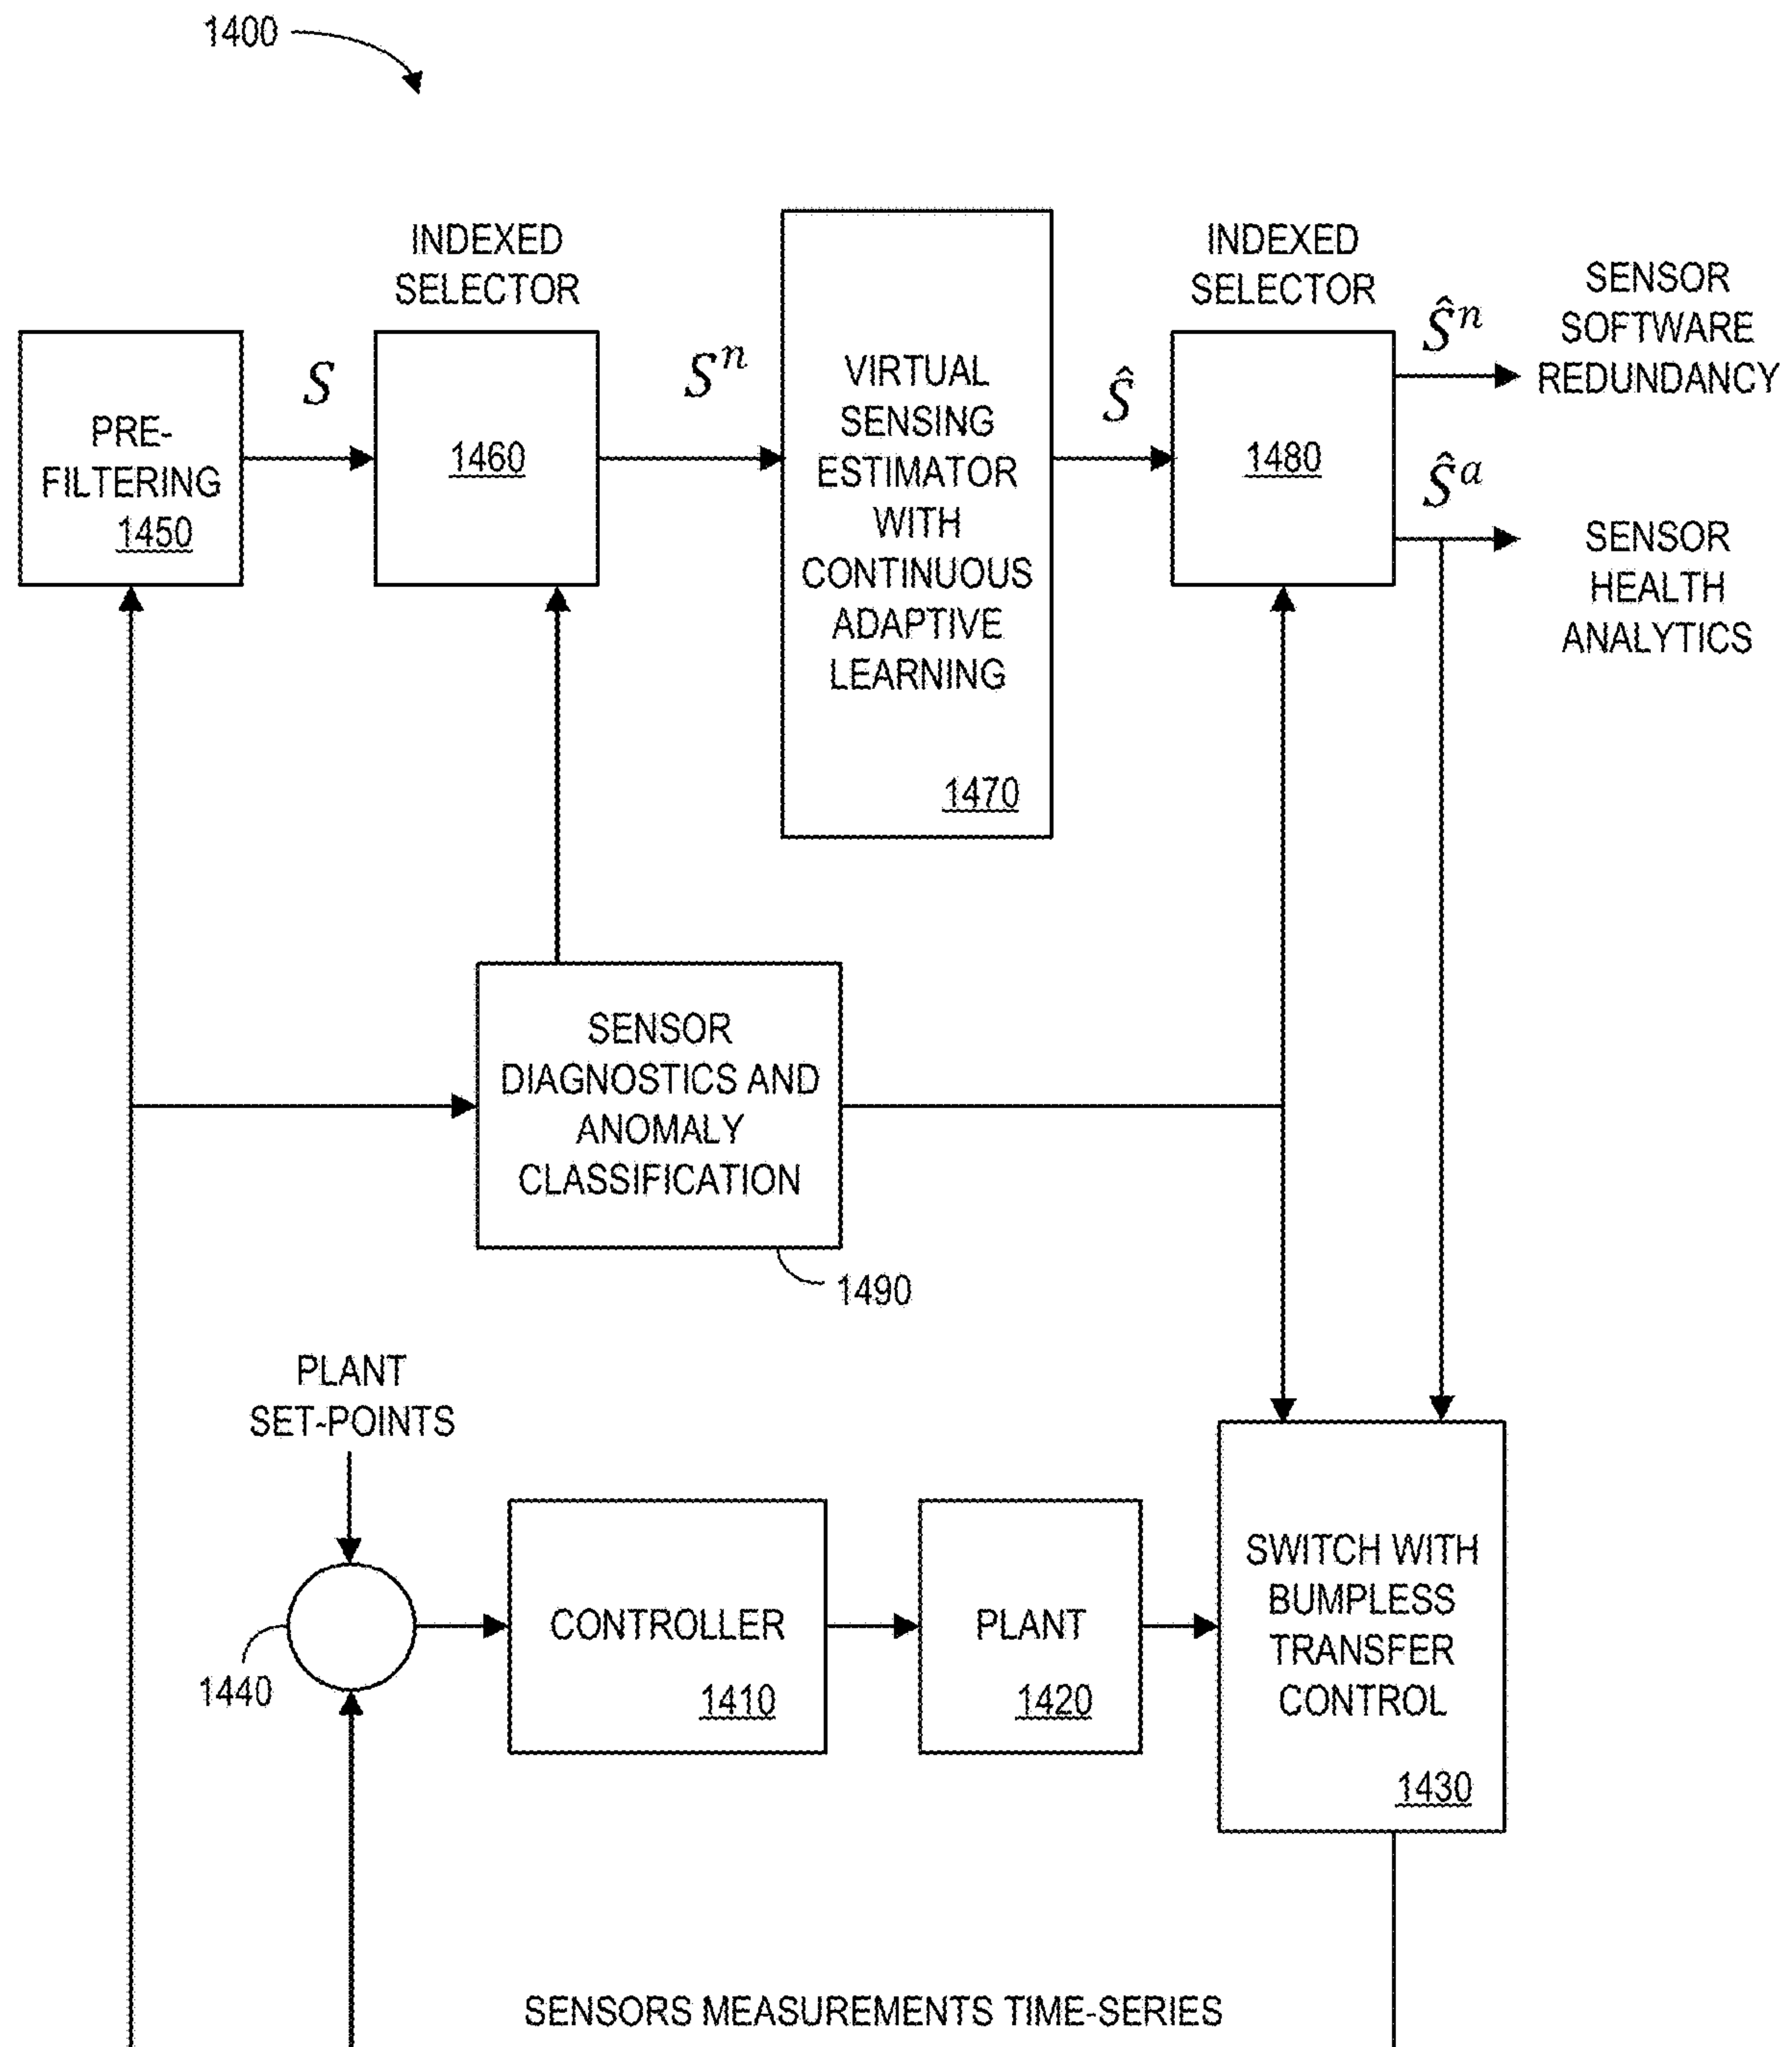 1400
INDEXED
SELECTOR
INDEXED
SELECTOR
SENSOR
SOFTWARE
REDUNDANCY
PRE-
FILTERING
1450
S
1460
Sⁿ
VIRTUAL
SENSING
ESTIMATOR
WITH
CONTINUOUS
ADAPTIVE
LEARNING
1470
Ŝ
1480
Ŝⁿ
Ŝᵃ
SENSOR
HEALTH
ANALYTICS
SENSOR
DIAGNOSTICS AND
ANOMALY
CLASSIFICATION
1490
PLANT
SET-POINTS
1440
CONTROLLER
1410
PLANT
1420
SWITCH WITH
BUMPLESS
TRANSFER
CONTROL
1430
SENSORS MEASUREMENTS TIME-SERIES